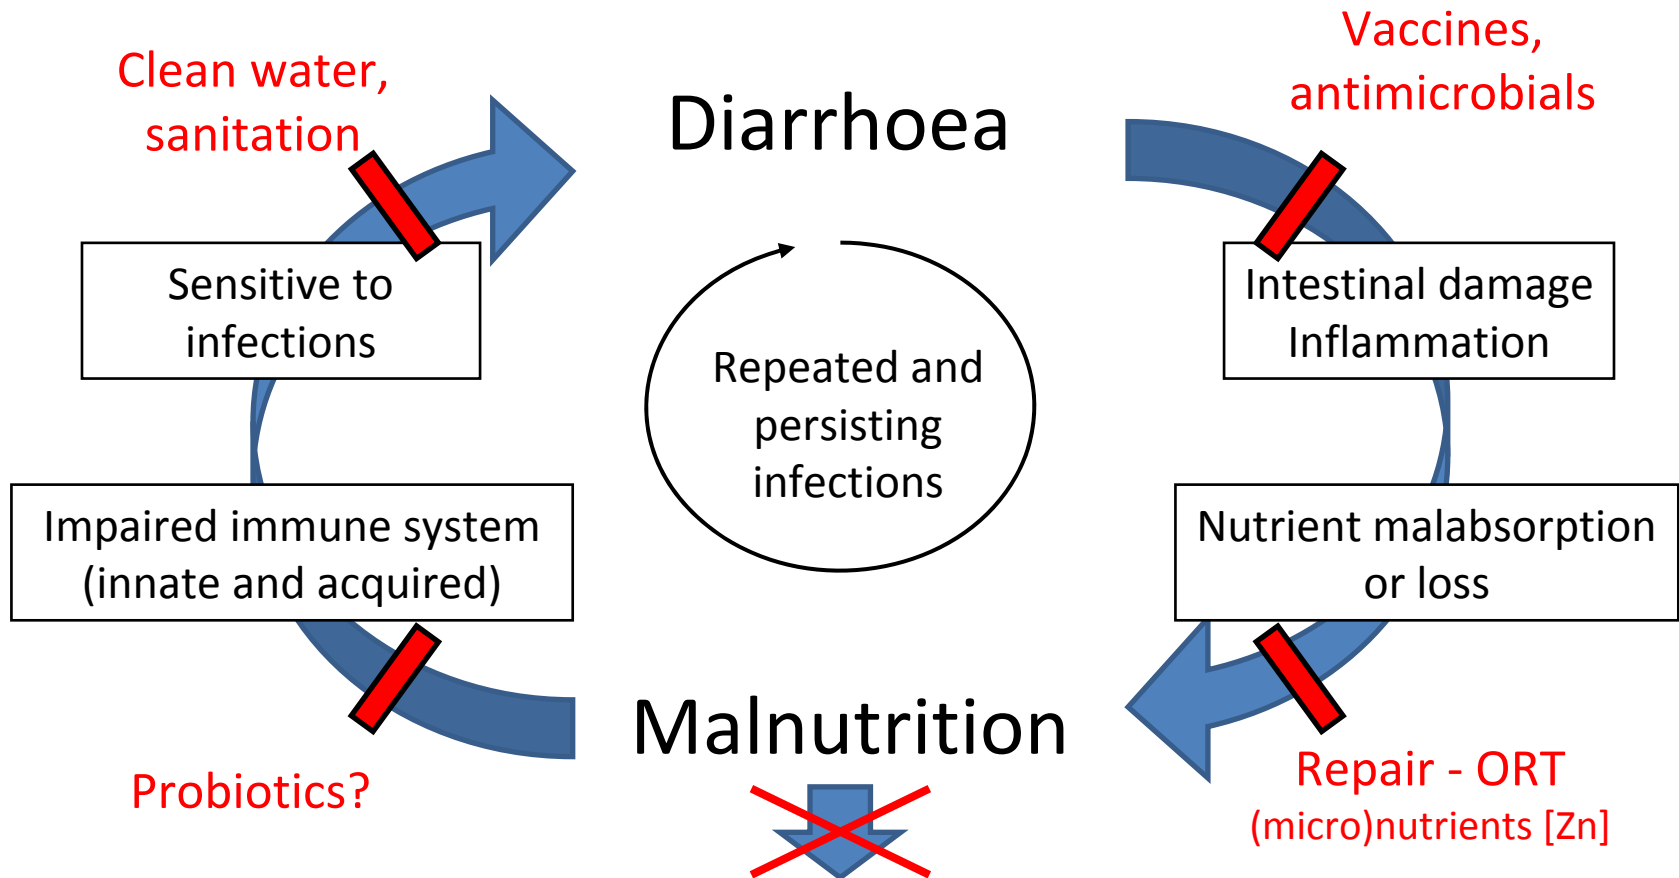 Clean water,
sanitation
Diarrhoea
Vaccines,
antimicrobials
Sensitive to
infections
Intestinal damage
Inflammation
Repeated and
persisting
infections
Impaired immune system
(innate and acquired)
Nutrient malabsorption
or loss
Malnutrition
Probiotics?
Repair - ORT
(micro)nutrients [Zn]